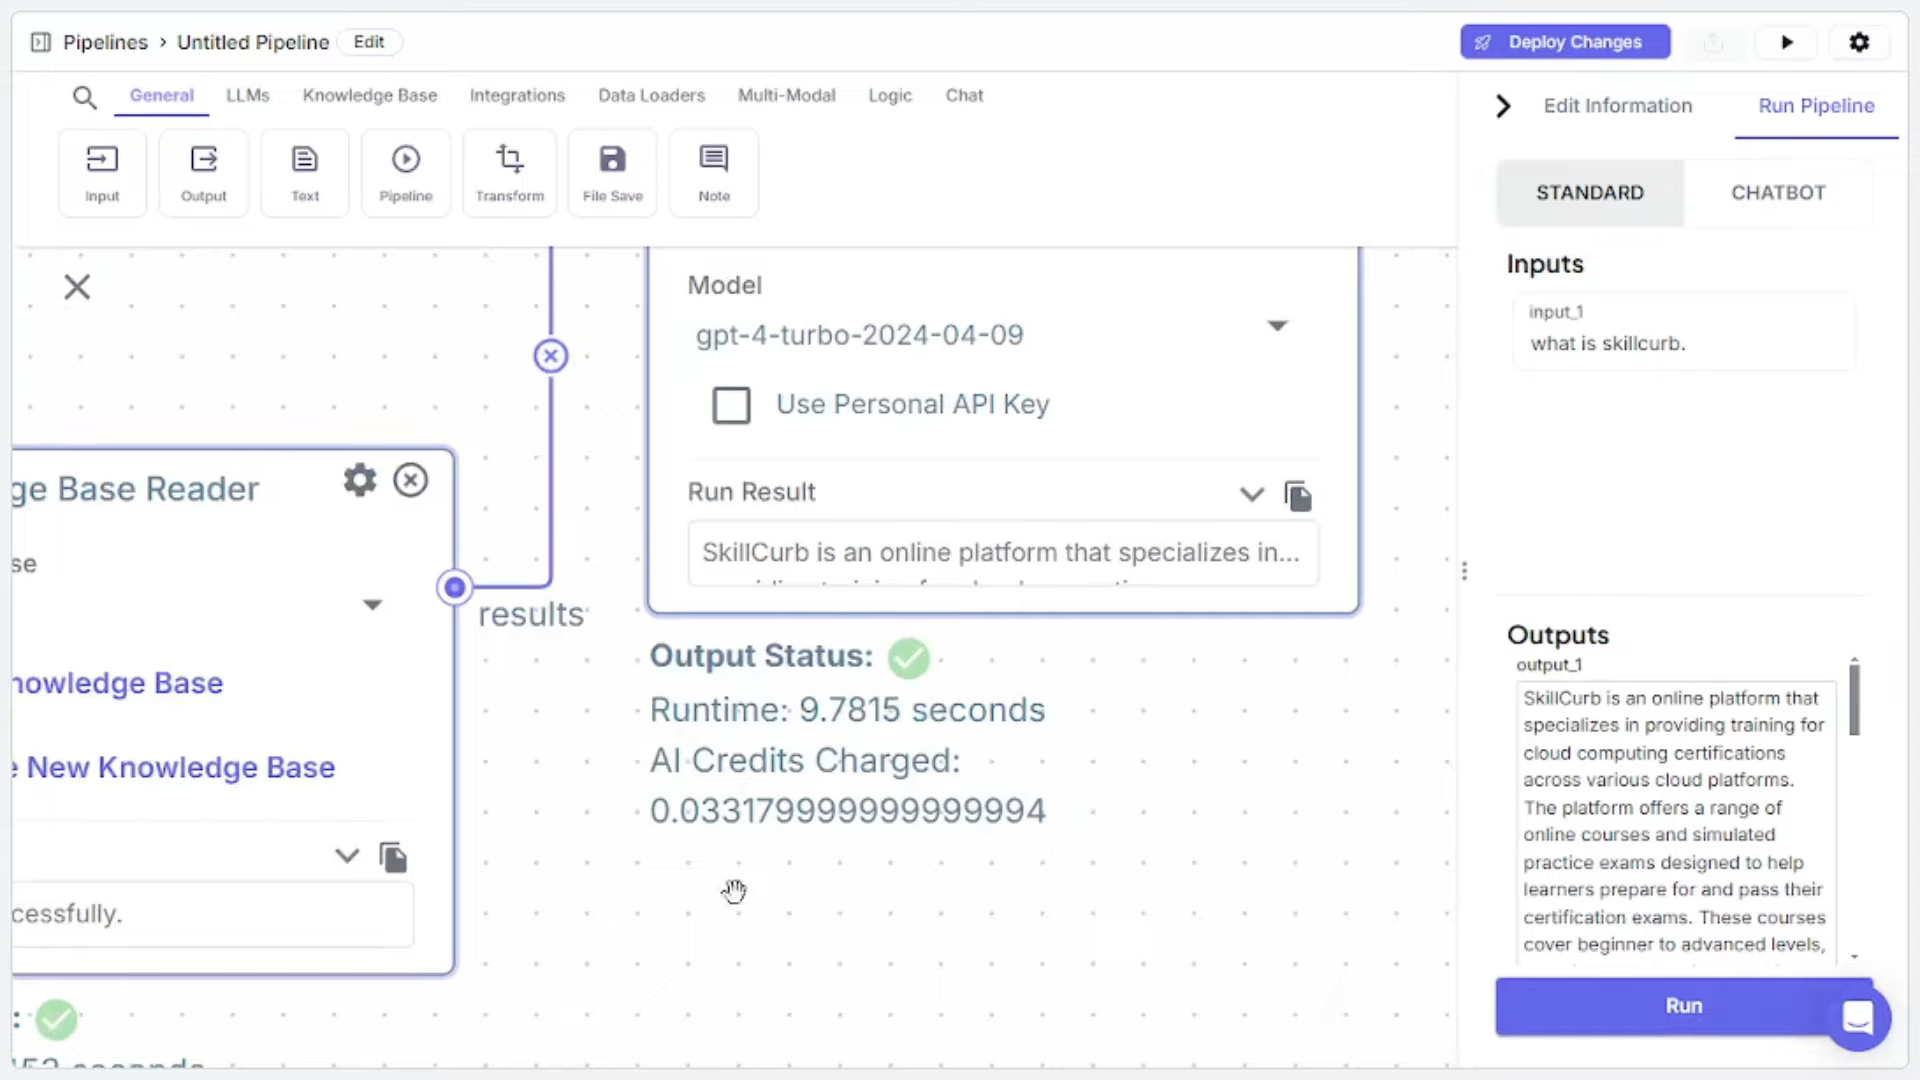 Pipelines › Untitled Pipeline Edit
Deploy Changes
General LLMs Knowledge Base Integrations Data Loaders Multi-Modal Logic Chat
Input Output Text Pipeline Transform File Save Note
Edit Information Run Pipeline
STANDARD CHATBOT
Inputs
input_1
what is skillcurb.
Model
gpt-4-turbo-2024-04-09
Use Personal API Key
Run Result
SkillCurb is an online platform that specializes in...
ge Base Reader
se
results
nowledge Base
e New Knowledge Base
cessfully.
:
Output Status:
Runtime: 9.7815 seconds
AI Credits Charged:
0.033179999999999994
Outputs
output_1
SkillCurb is an online platform that
specializes in providing training for
cloud computing certifications
across various cloud platforms.
The platform offers a range of
online courses and simulated
practice exams designed to help
learners prepare for and pass their
certification exams. These courses
cover beginner to advanced levels,
Run